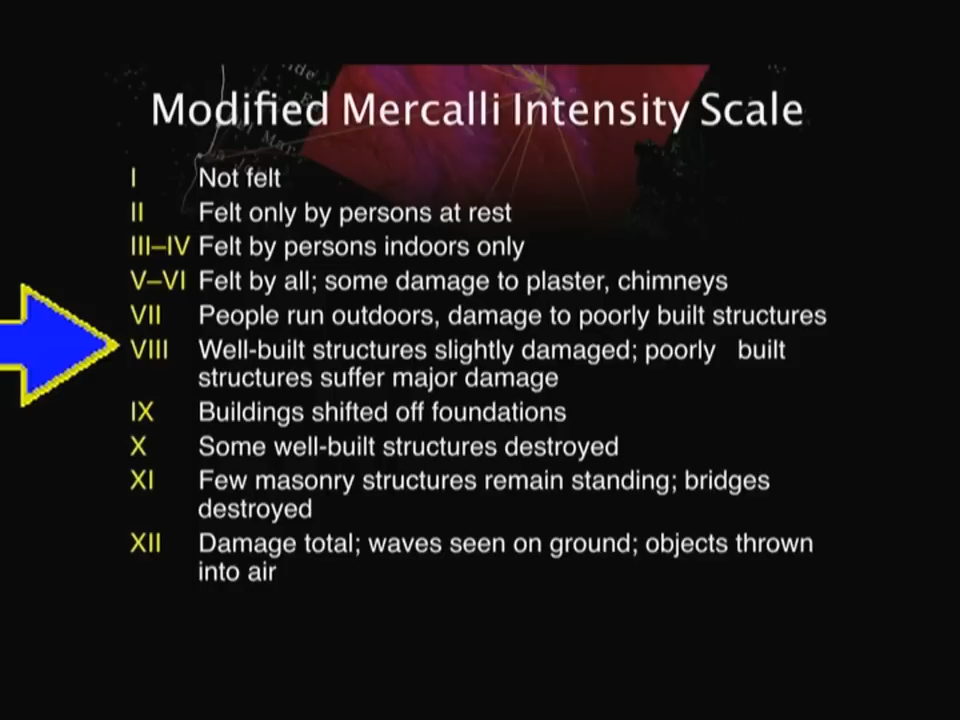 Modified Mercalli Intensity Scale
I Not felt
II Felt only by persons at rest
III–IV Felt by persons indoors only
V–VI Felt by all; some damage to plaster, chimneys
VII People run outdoors, damage to poorly built structures
VIII Well-built structures slightly damaged; poorly built
structures suffer major damage
IX Buildings shifted off foundations
X Some well-built structures destroyed
XI Few masonry structures remain standing; bridges
destroyed
XII Damage total; waves seen on ground; objects thrown
into air